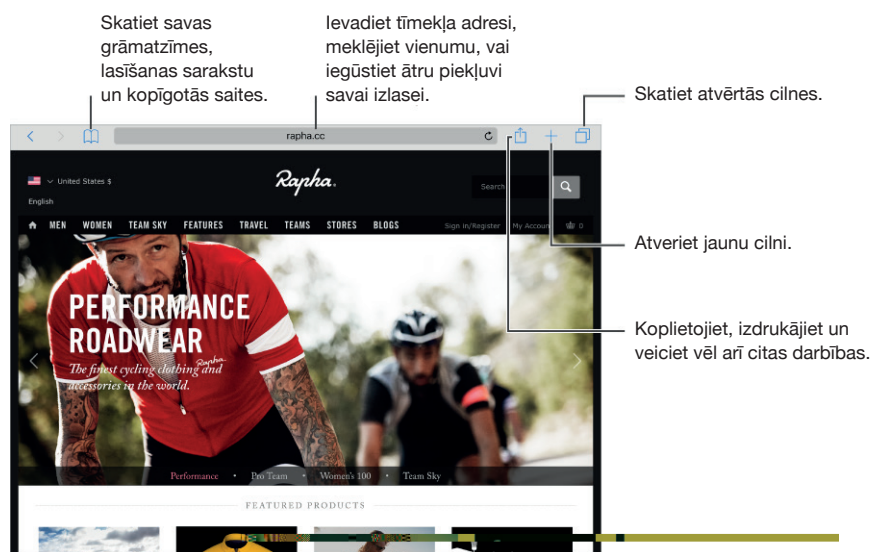 Skatiet savas
grāmatzīmes,
lasīšanas sarakstu
un kopīgotās saites.
Ievadiet tīmekļa adresi,
meklējiet vienumu, vai
iegūstiet ātru piekļuvi
savai izlasei.
Skatiet atvērtās cilnes.
rapha.cc
United States $
English
Rapha.
Search
MEN WOMEN TEAM SKY FEATURES TRAVEL TEAMS STORES BLOGS Sign in/Register My Account 0
Atveriet jaunu cilni.
PERFORMANCE
ROADWEAR
Rapha
The finest cycling clothing and
accessories in the world.
Koplietojiet, izdrukājiet un
veiciet vēl arī citas darbības.
Performance • Pro Team • Women's 100 • Team Sky
FEATURED PRODUCTS